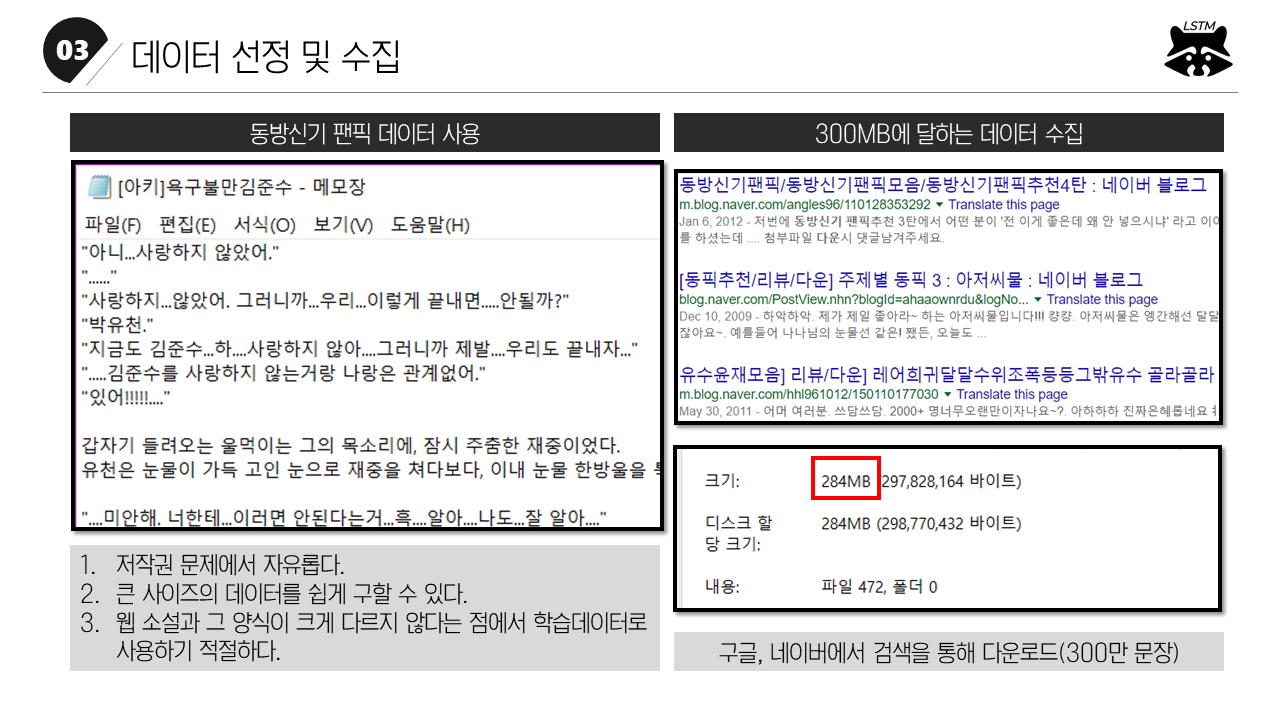 03
데이터 선정 및 수집
LSTM
동방신기 팬픽 데이터 사용
[아키]욕구불만김준수 - 메모장
파일(F) 편집(E) 서식(O) 보기(V) 도움말(H)
"아니...사랑하지 않았어."
"......"
"사랑하지...않았어. 그러니까...우리...이렇게 끝내면.....안될까?"
"박유천."
"지금도 김준수...하....사랑하지 않아....그러니까 제발....우리도 끝내자..."
".....김준수를 사랑하지 않는거랑 나랑은 관계없어."
"있어!!!!!...."
갑자기 들려오는 울먹이는 그의 목소리에, 잠시 주춤한 재중이었다.
유천은 눈물이 가득 고인 눈으로 재중을 쳐다보다, 이내 눈물 한방울을
"....미안해. 너한테...이러면 안된다는거...흑....알아....나도...잘 알아...."
1. 저작권 문제에서 자유롭다.
2. 큰 사이즈의 데이터를 쉽게 구할 수 있다.
3. 웹 소설과 그 양식이 크게 다르지 않다는 점에서 학습데이터로
사용하기 적절하다.
300MB에 달하는 데이터 수집
동방신기팬픽/동방신기팬픽모음/동방신기팬픽추천4탄 : 네이버 블로그
m.blog.naver.com/angles96/110128353292 ▼ Translate this page
Jan 6, 2012 - 저번에 동방신기 팬픽추천 3탄에서 어떤 분이 '전 이게 좋은데 왜 안 넣으시냐' 라고
를 하셨는데 .... 첨부파일 다운시 댓글남겨주세요.
[동픽추천/리뷰/다운] 주제별 동픽 3 : 아저씨물 : 네이버 블로그
blog.naver.com/PostView.nhn?blogId=ahaaownrdu&logNo... ▼ Translate this page
Dec 10, 2009 - 하악하악. 제가 제일 좋아라~ 하는 아저씨물입니다!!! 캉캉. 아저씨물은 엥간해선 달달
잖아요~. 예를들어 나나님의 눈물선 같은! 쨌든, 오늘도 ...
유수윤재모음] 리뷰/다운] 레어희귀달달수위조폭등등그밖유수 골라골라
m.blog.naver.com/hhl961012/150110177030 ▼ Translate this page
May 30, 2011 - 어머 여러분. 쓰담쓰담. 2000+ 명너무오랜만이자나요~?. 아하하하 진짜은혜롭네요
크기: 284MB (297,828,164 바이트)
디스크 할 284MB (298,770,432 바이트)
당 크기:
내용: 파일 472, 폴더 0
구글, 네이버에서 검색을 통해 다운로드(300만 문장)